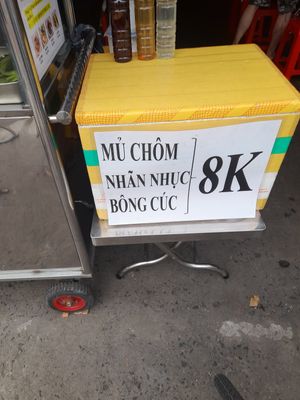 MỦ CHÔM
NHÃN NHỤC
BÔNG CÚC
8K